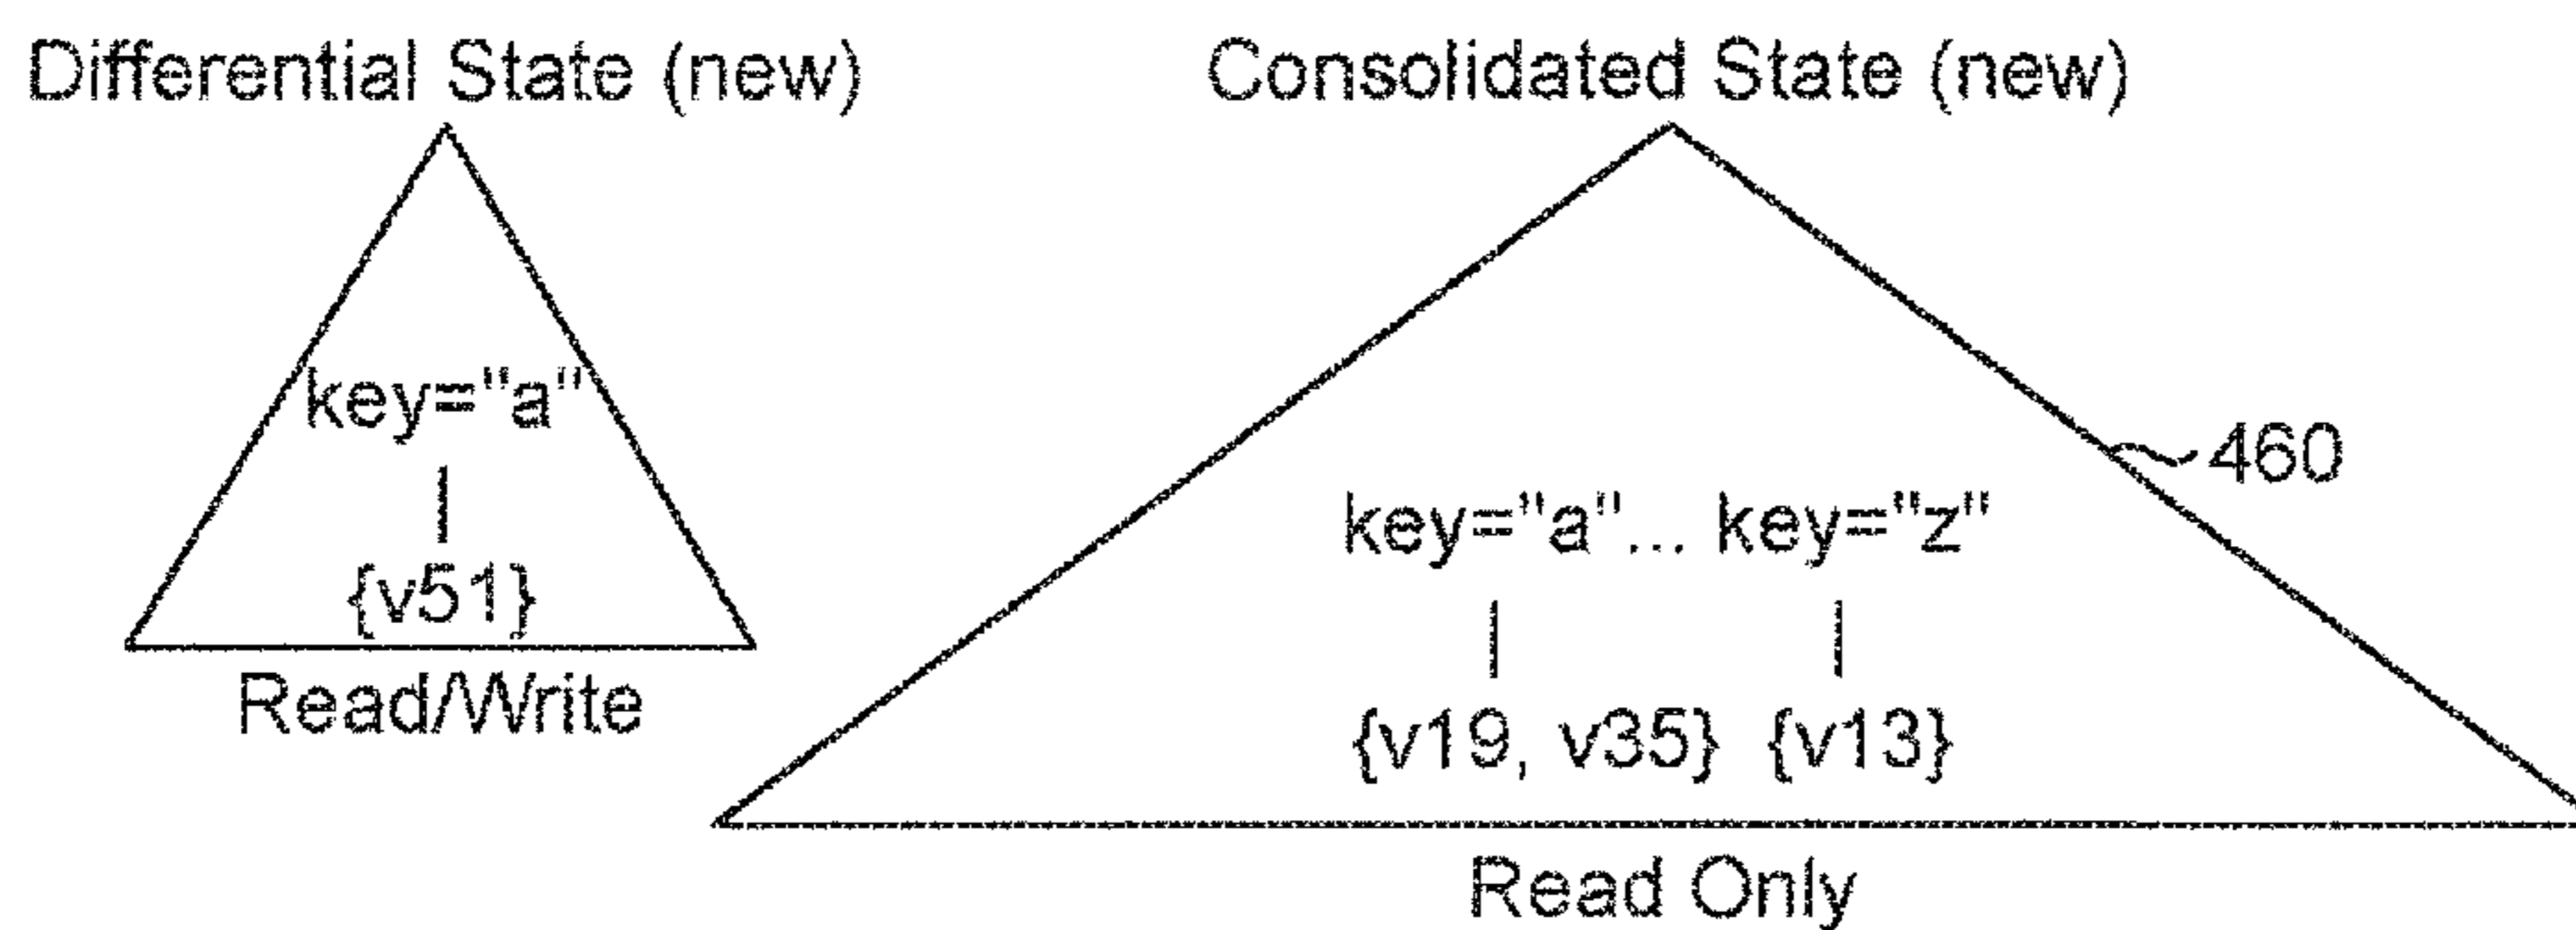 Differential State (new)
key="a"
{v51}
Read/Write
Consolidated State (new)
460
key="a"... key="z"
{v19, v35} {v13}
Read Only